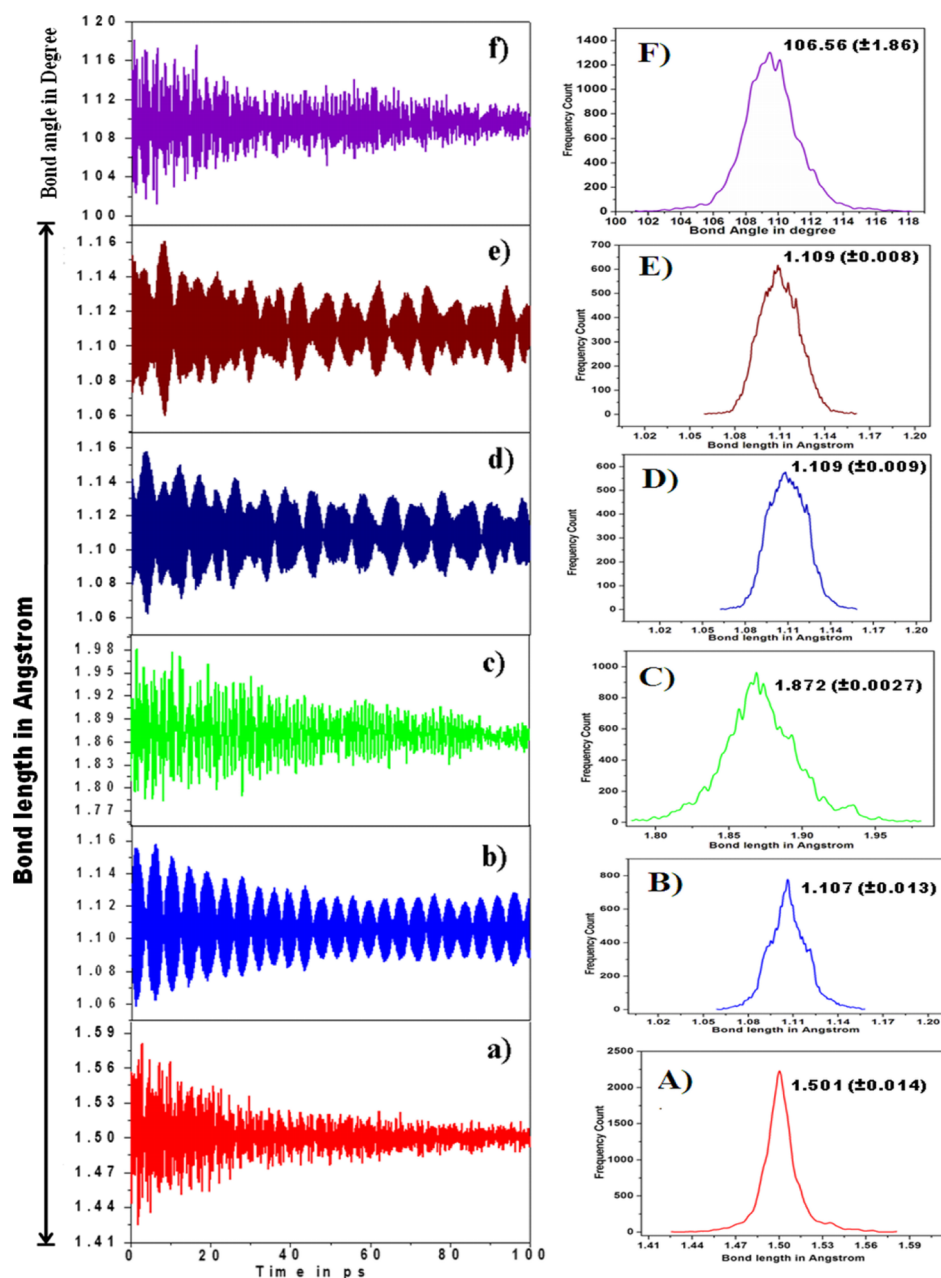 Bond angle in Degree
Bond length in Angstrom
f)
120
116
112
108
104
100
e)
1.16
1.14
1.12
1.10
1.08
1.06
d)
1.16
1.14
1.12
1.10
1.08
1.06
c)
1.98
1.95
1.92
1.89
1.86
1.83
1.80
1.77
b)
1.16
1.14
1.12
1.10
1.08
1.06
a)
1.59
1.56
1.53
1.50
1.47
1.44
1.41
0 20 40 60 80 100
Time in ps
F)
106.56 (±1.86)
Frequency Count
1400
1200
1000
800
600
400
200
0
100 102 104 106 108 110 112 114 116 118
Bond Angle in degree
E)
1.109 (±0.008)
Frequency Count
700
600
500
400
300
200
100
0
1.02 1.05 1.08 1.11 1.14 1.17 1.20
Bond length in Angstrom
D)
1.109 (±0.009)
Frequency Count
600
500
400
300
200
100
0
1.02 1.05 1.08 1.11 1.14 1.17 1.20
Bond length in Angstrom
C)
1.872 (±0.0027)
Frequency Count
1000
800
600
400
200
0
1.80 1.85 1.90 1.95
Bond length in Angstrom
B)
1.107 (±0.013)
Frequency Count
800
600
400
200
0
1.02 1.05 1.08 1.11 1.14 1.17 1.20
Bond length in Angstrom
A)
1.501 (±0.014)
Frequency Count
2500
2000
1500
1000
500
0
1.41 1.44 1.47 1.50 1.53 1.56 1.59
Bond length in Angstrom